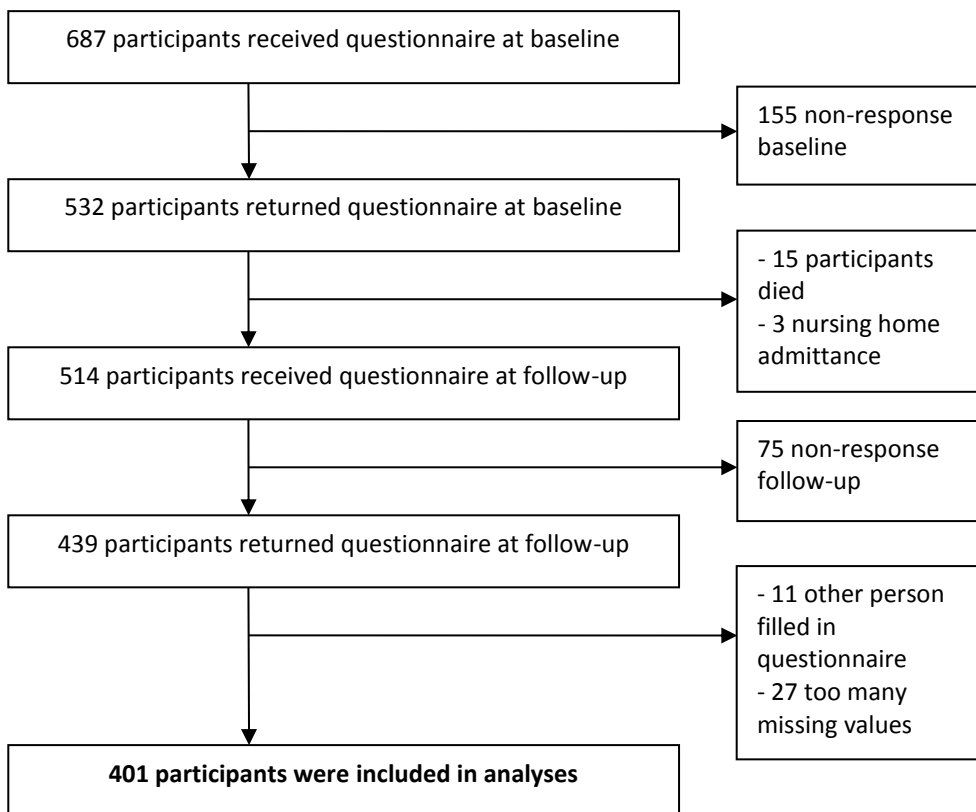 687 participants received questionnaire at baseline
155 non-response
baseline
532 participants returned questionnaire at baseline
- 15 participants
died
- 3 nursing home
admittance
514 participants received questionnaire at follow-up
75 non-response
follow-up
439 participants returned questionnaire at follow-up
- 11 other person
filled in
questionnaire
- 27 too many
missing values
401 participants were included in analyses